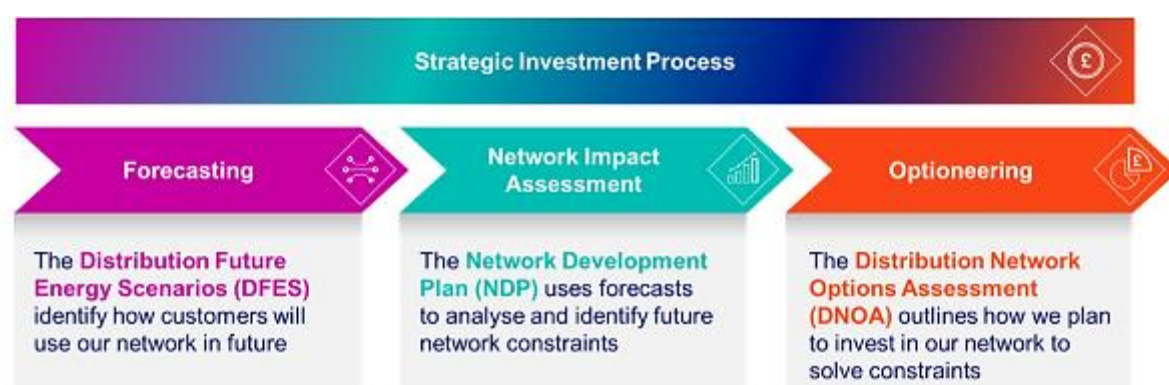 Strategic Investment Process
£
Forecasting
Network Impact
Assessment
Optioneering
£
The Distribution Future
Energy Scenarios (DFES)
identify how customers will
use our network in future
The Network Development
Plan (NDP) uses forecasts
to analyse and identify future
network constraints
The Distribution Network
Options Assessment
(DNOA) outlines how we plan
to invest in our network to
solve constraints